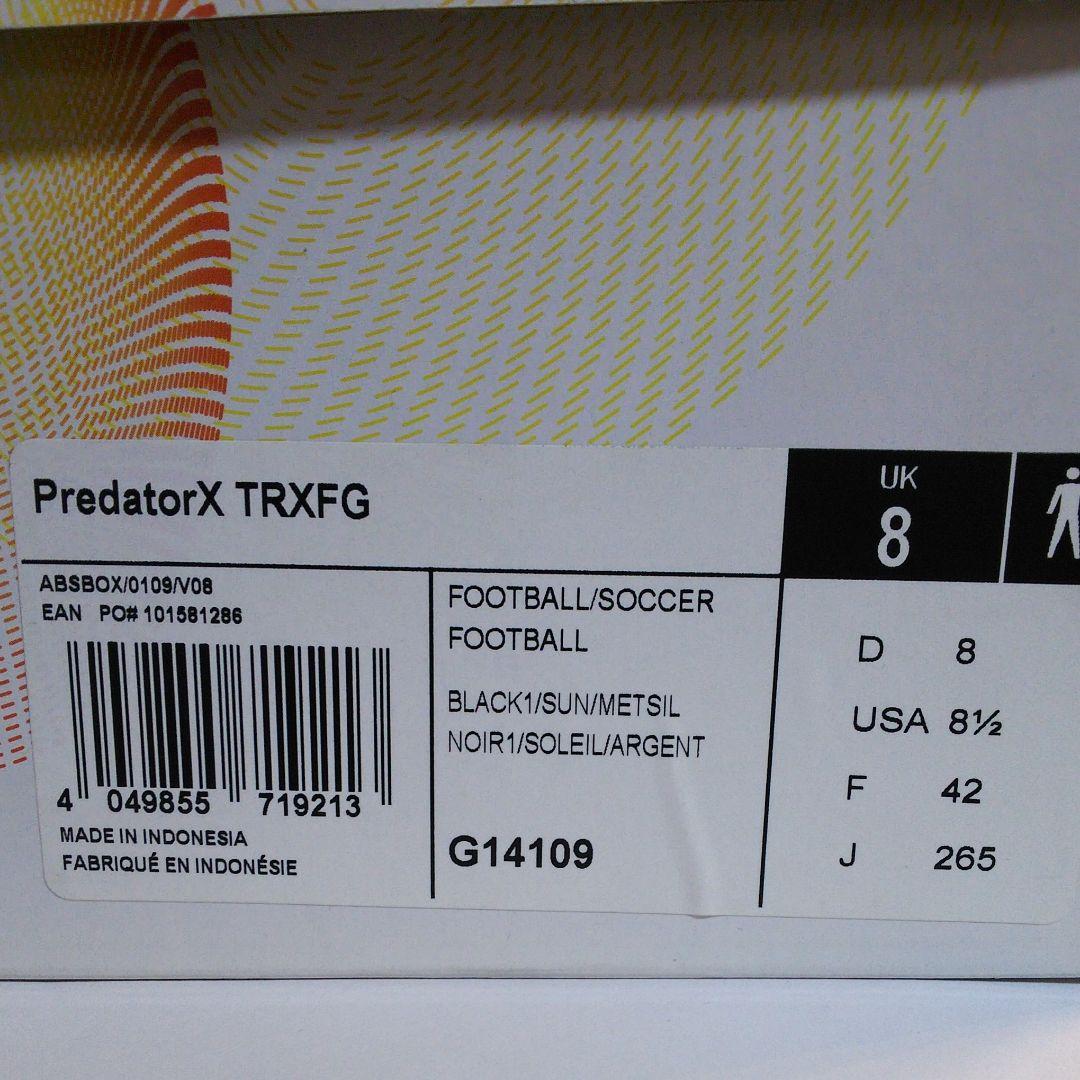 PredatorX TRXFG
UK
8
ABSBOX/0109/V08
EAN PO# 101581286
4 049855 719213
MADE IN INDONESIA
FABRIQUÉ EN INDONÉSIE
FOOTBALL/SOCCER
FOOTBALL
BLACK1/SUN/METSIL
NOIR1/SOLEIL/ARGENT
G14109
D 8
USA 8½
F 42
J 265